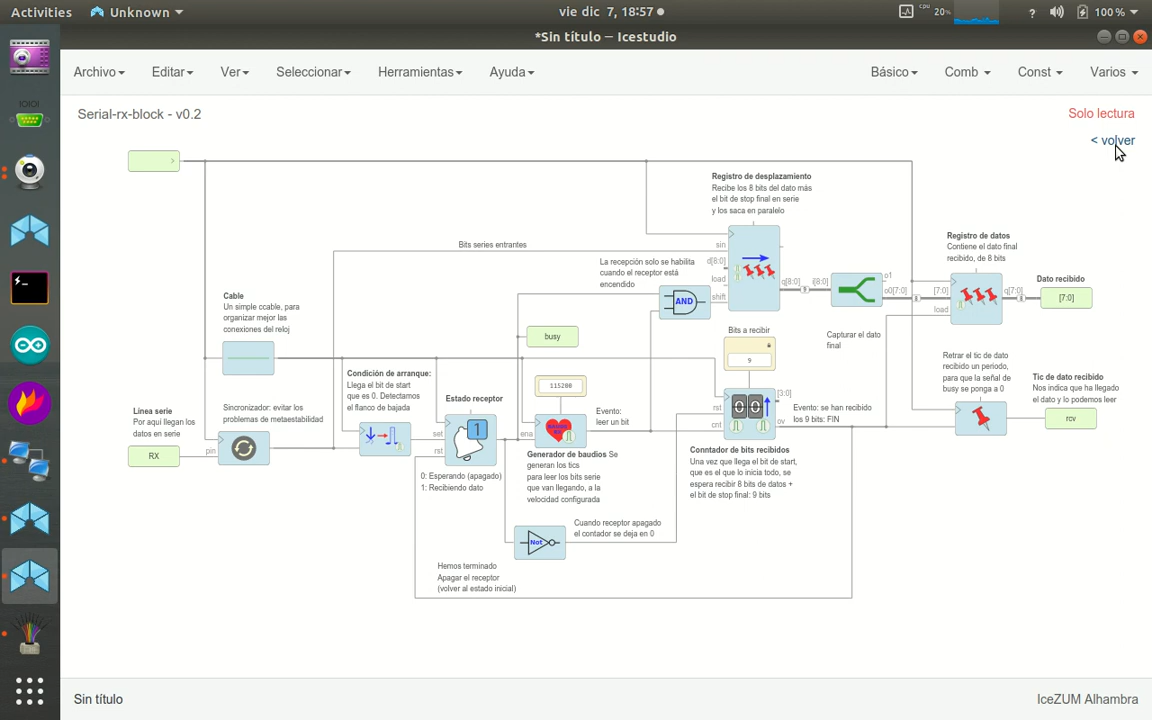 Activities
Unknown
vie dic 7, 18:57
cpu
20%
?
100%
*Sin título – Icestudio
Archivo
Editar
Ver
Seleccionar
Herramientas
Ayuda
Básico
Comb
Const
Varios
Serial-rx-block - v0.2
Solo lectura
< volver
Registro de desplazamiento
Recibe los 8 bits del dato más
el bit de stop final en serie
y los saca en paralelo
Bits series entrantes
sin
d[8:0]
load
shift
q[8:0]
9
i[8:0]
o1
o0[7:0]
8
[7:0]
load
q[7:0]
8
Registro de datos
Contiene el dato final
recibido, de 8 bits
Dato recibido
[7:0]
La recepción solo se habilita
cuando el receptor está
encendido
AND
Cable
Un simple ccable, para
organizar mejor las
conexiones del reloj
busy
Bits a recibir
9
Capturar el dato
final
Condición de arranque:
Llega el bit de start
que es 0. Detectamos
el flanco de bajada
115200
Retrar el tic de dato
recibido un periodo,
para que la señal de
busy se ponga a 0
Tic de dato recibido
Nos indica que ha llegado
el dato y lo podemos leer
rcv
Estado receptor
1
set
rst
ena
Evento:
leer un bit
rst
cnt
[3:0]
ov
Evento: se han recibido
los 9 bits: FIN
Línea serie
Por aquí llegan los
datos en serie
RX
pin
Sincronizador: evitar los
problemas de metaestabilidad
0: Esperando (apagado)
1: Recibiendo dato
Generador de baudios Se
generan los tics
para leer los bits serie
que van llegando, a la
velocidad configurada
Conntador de bits recibidos
Una vez que llega el bit de start,
que es el que lo inicia todo, se
espera recibir 8 bits de datos +
el bit de stop final: 9 bits
Not
Cuando receptor apagado
el contador se deja en 0
Hemos terminado
Apagar el receptor
(volver al estado inicial)
Sin título
IceZUM Alhambra